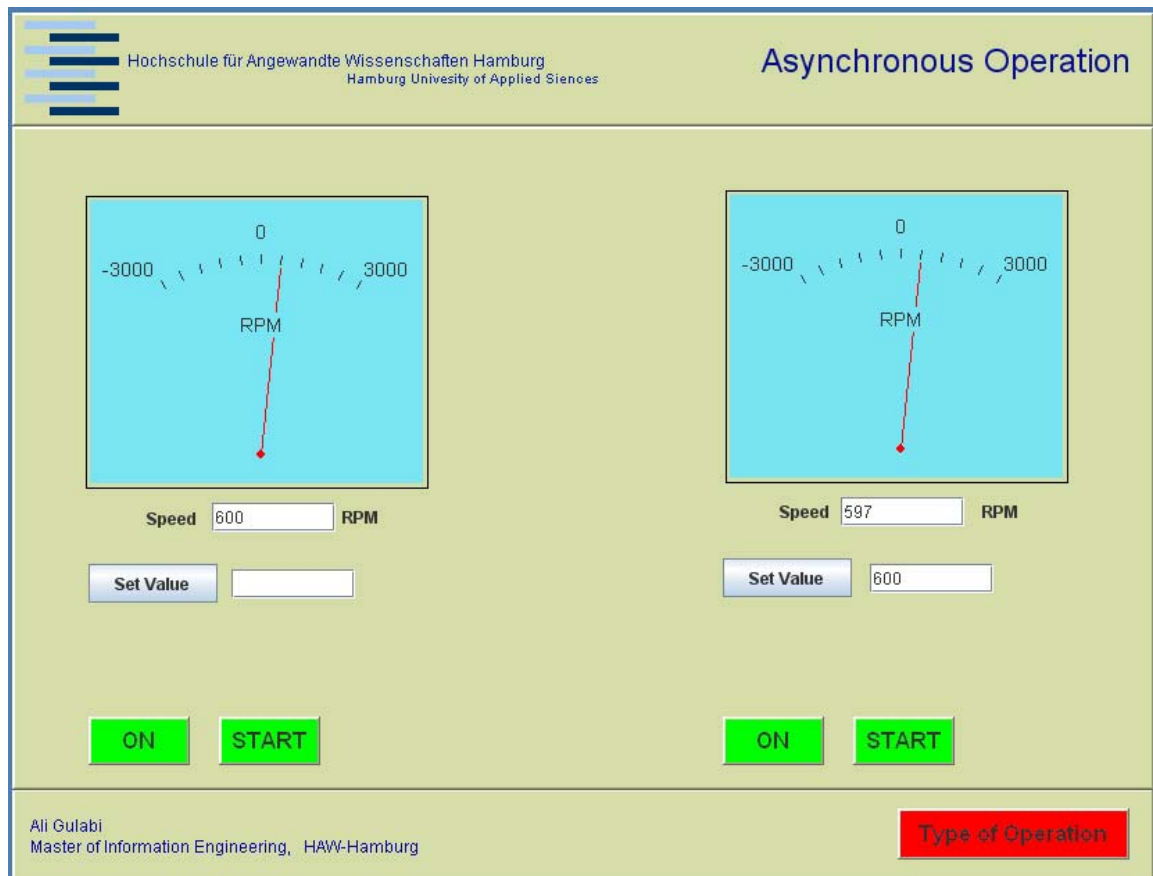 Hochschule für Angewandte Wissenschaften Hamburg
Hamburg Univesity of Applied Siences
Asynchronous Operation
0
-3000
3000
RPM
Speed 600 RPM
Set Value
ON START
0
-3000
3000
RPM
Speed 597 RPM
Set Value 600
ON START
Ali Gulabi
Master of Information Engineering, HAW-Hamburg
Type of Operation